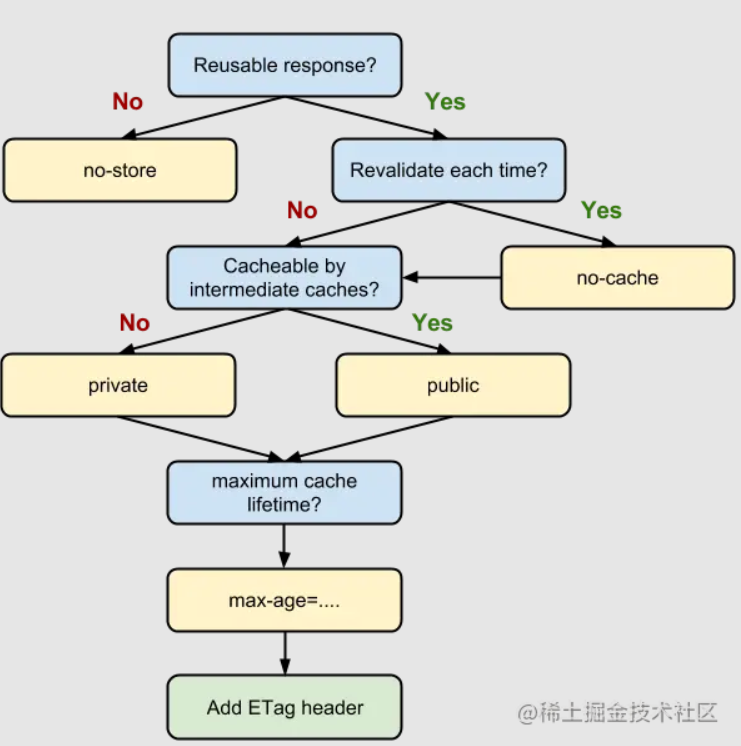 Reusable response?
No
Yes
no-store
Revalidate each time?
No
Yes
Cacheable by
intermediate caches?
no-cache
No
Yes
private
public
maximum cache
lifetime?
max-age=....
Add ETag header
@稀土掘金技术社区